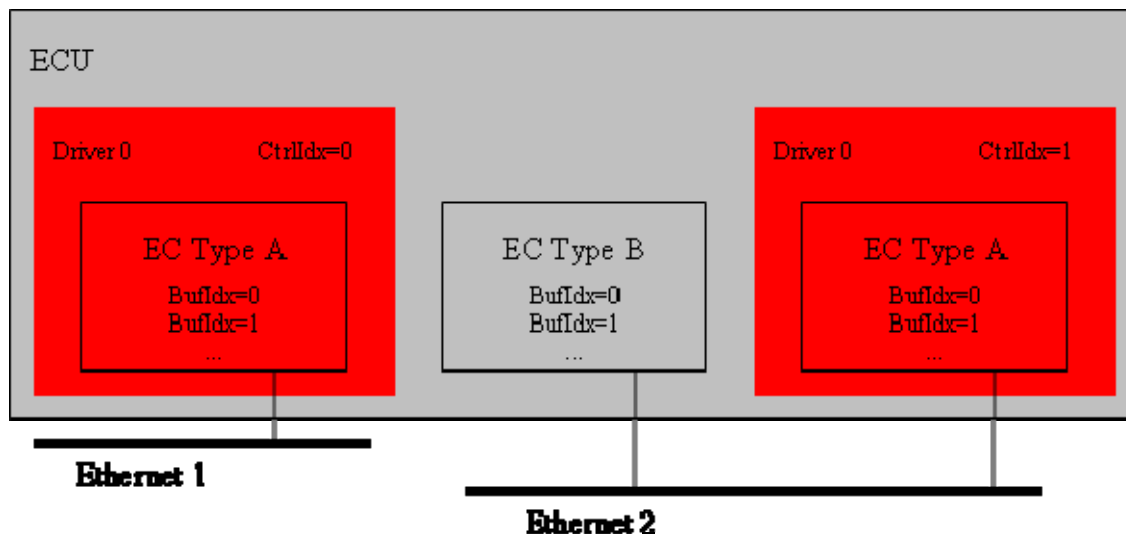 ECU
Driver 0 CtrlIdx=0
EC Type A
BufIdx=0
BufIdx=1
...
EC Type B
BufIdx=0
BufIdx=1
...
Driver 0 CtrlIdx=1
EC Type A
BufIdx=0
BufIdx=1
...
Ethernet 1
Ethernet 2